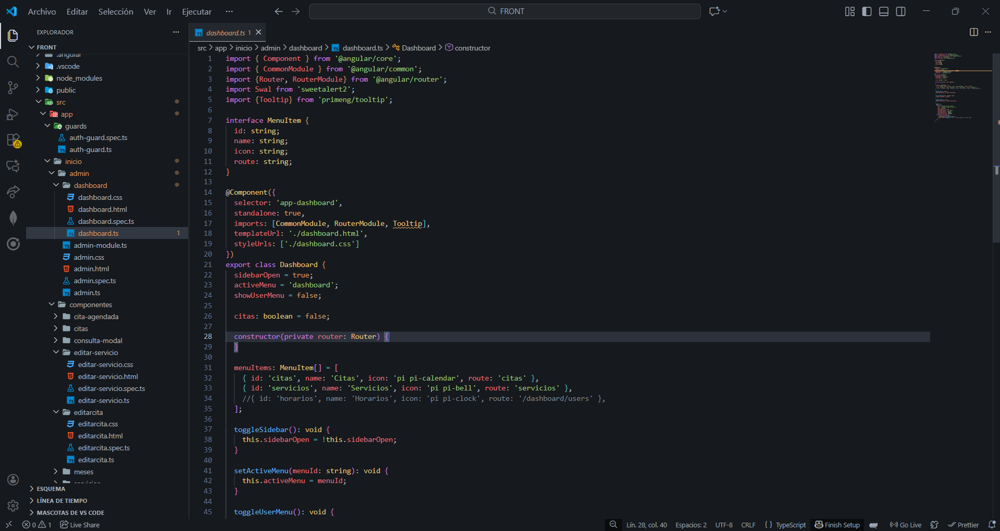 Archivo Editar Selección Ver Ir Ejecutar ··· FRONT
EXPLORADOR ···
FRONT
.angular
.vscode
node_modules
public
src
app
guards
auth-guard.spec.ts
auth-guard.ts
inicio
admin
dashboard
dashboard.css
dashboard.html
dashboard.spec.ts
dashboard.ts 1
admin-module.ts
admin.css
admin.html
admin.spec.ts
admin.ts
componentes
cita-agendada
citas
consulta-modal
editar-servicio
editar-servicio.css
editar-servicio.html
editar-servicio.spec.ts
editar-servicio.ts
editarcita
editarcita.css
editarcita.html
editarcita.spec.ts
editarcita.ts
meses
servicios
ESQUEMA
LÍNEA DE TIEMPO
MASCOTAS DE VS CODE
dashboard.ts 1
src > app > inicio > admin > dashboard > dashboard.ts > Dashboard > constructor
1 import { Component } from '@angular/core';
2 import { CommonModule } from '@angular/common';
3 import {Router, RouterModule} from '@angular/router';
4 import Swal from 'sweetalert2';
5 import {Tooltip} from 'primeng/tooltip';
6
7 interface MenuItem {
8 id: string;
9 name: string;
10 icon: string;
11 route: string;
12 }
13
14 @Component({
15 selector: 'app-dashboard',
16 standalone: true,
17 imports: [CommonModule, RouterModule, Tooltip],
18 templateUrl: './dashboard.html',
19 styleUrls: ['./dashboard.css']
20 })
21 export class Dashboard {
22 sidebarOpen = true;
23 activeMenu = 'dashboard';
24 showUserMenu = false;
25
26 citas: boolean = false;
27
28 constructor(private router: Router) {
29 }
30
31 menuItems: MenuItem[] = [
32 { id: 'citas', name: 'Citas', icon: 'pi pi-calendar', route: 'citas' },
33 { id: 'servicios', name: 'Servicios', icon: 'pi pi-bell', route: 'servicios' },
34 //{ id: 'horarios', name: 'Horarios', icon: 'pi pi-clock', route: '/dashboard/users' },
35 ];
36
37 toggleSidebar(): void {
38 this.sidebarOpen = !this.sidebarOpen;
39 }
40
41 setActiveMenu(menuId: string): void {
42 this.activeMenu = menuId;
43 }
44
45 toggleUserMenu(): void {
0 1 Live Share Lín. 28, col. 40 Espacios: 2 UTF-8 CRLF { } TypeScript Finish Setup Go Live Prettier